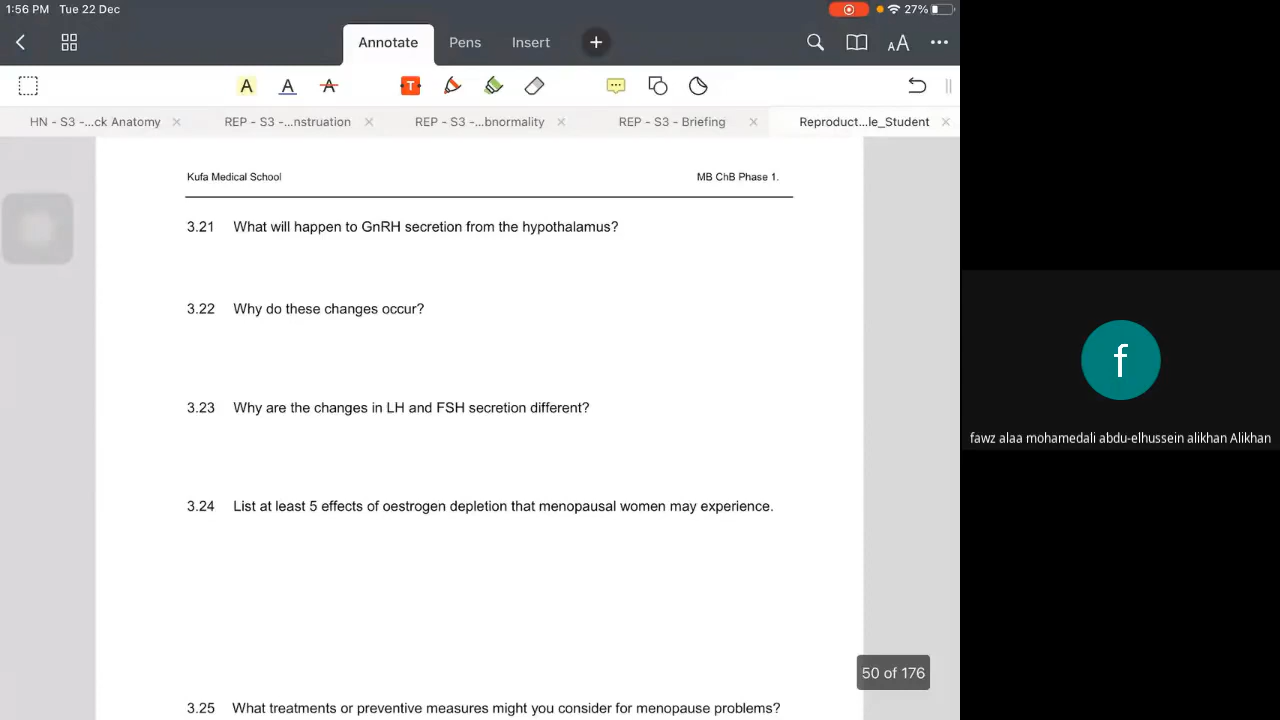 1:56 PM Tue 22 Dec
27%
Annotate Pens Insert
A A A T AA
HN - S3 -...ck Anatomy REP - S3 -...nstruation REP - S3 -...bnormality REP - S3 - Briefing Reproduct...le_Student
Kufa Medical School MB ChB Phase 1.
3.21 What will happen to GnRH secretion from the hypothalamus?
3.22 Why do these changes occur?
3.23 Why are the changes in LH and FSH secretion different?
3.24 List at least 5 effects of oestrogen depletion that menopausal women may experience.
50 of 176
3.25 What treatments or preventive measures might you consider for menopause problems?
f
fawz alaa mohamedali abdu-elhussein alikhan Alikhan